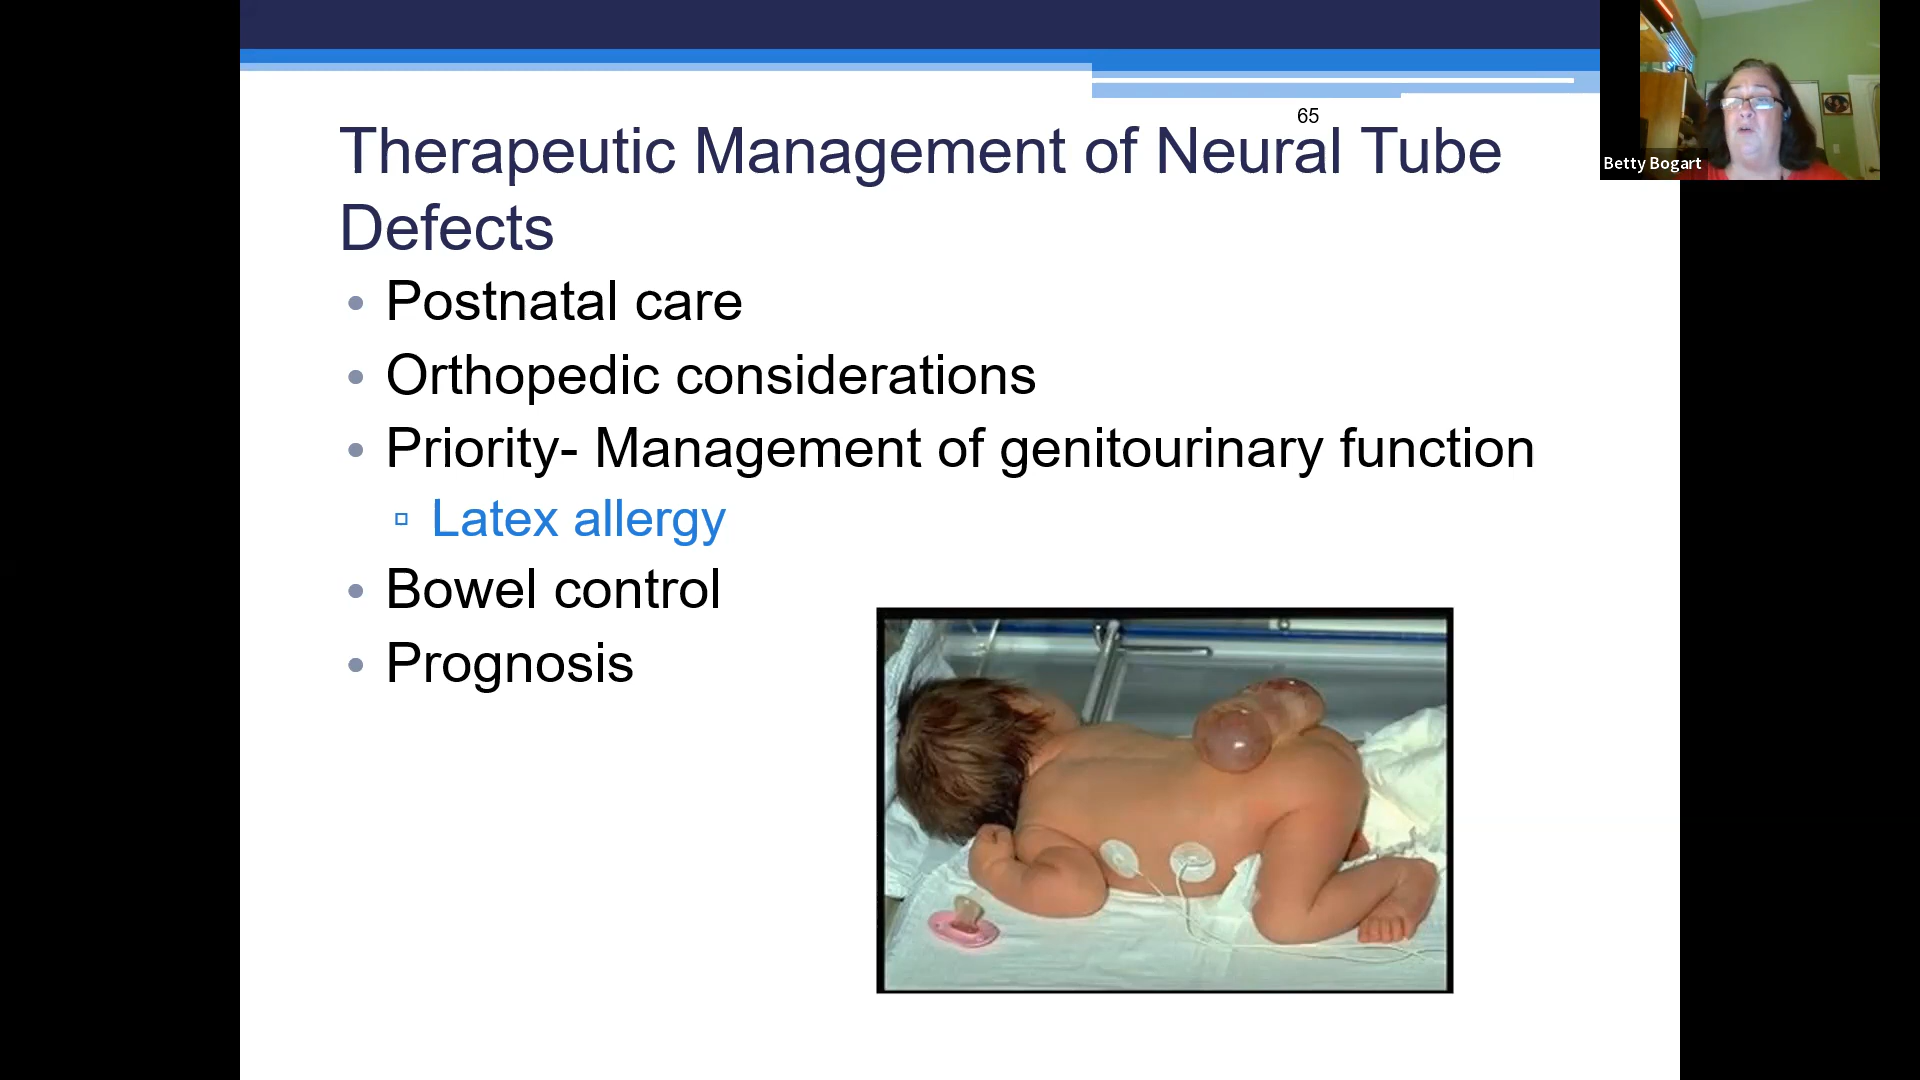 65
Therapeutic Management of Neural Tube
Defects
• Postnatal care
• Orthopedic considerations
• Priority- Management of genitourinary function
▫ Latex allergy
• Bowel control
• Prognosis
Betty Bogart